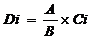 Di = A/B × Ci